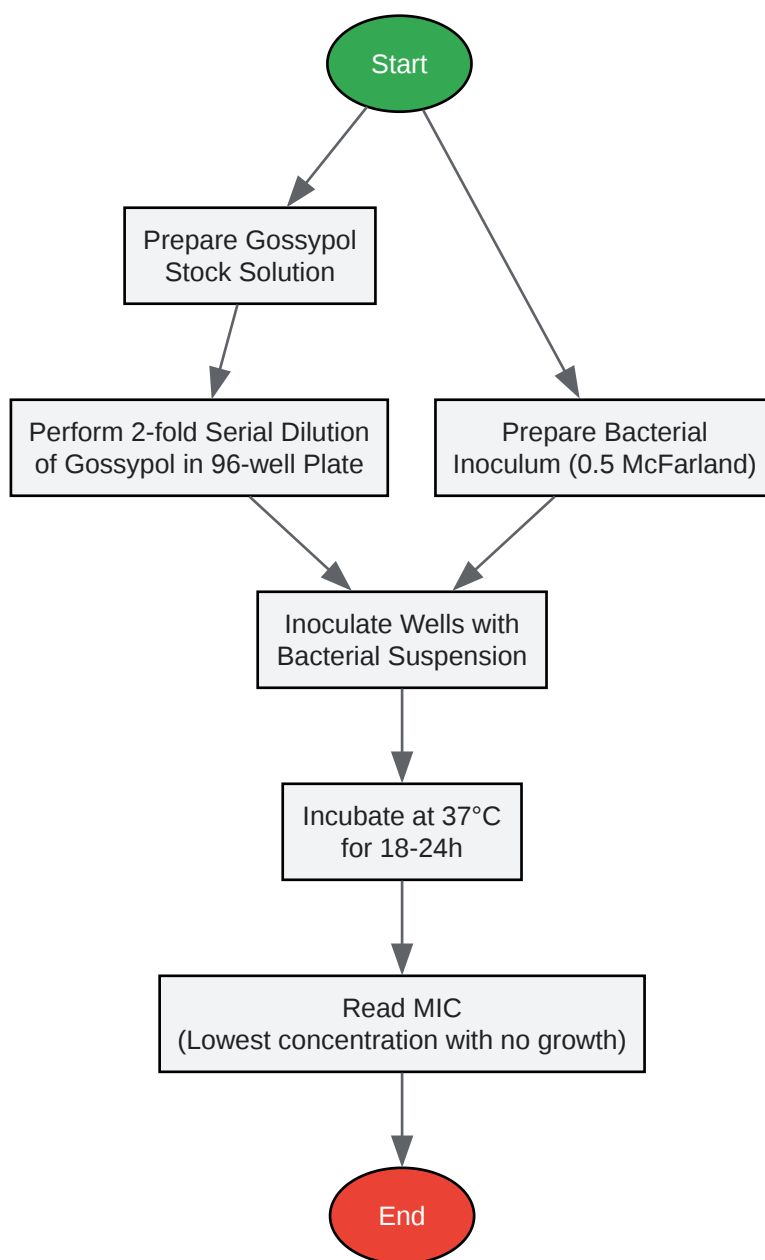 Start
Prepare Gossypol
Stock Solution
Perform 2-fold Serial Dilution
of Gossypol in 96-well Plate
Prepare Bacterial
Inoculum (0.5 McFarland)
Inoculate Wells with
Bacterial Suspension
Incubate at 37°C
for 18-24h
Read MIC
(Lowest concentration with no growth)
End